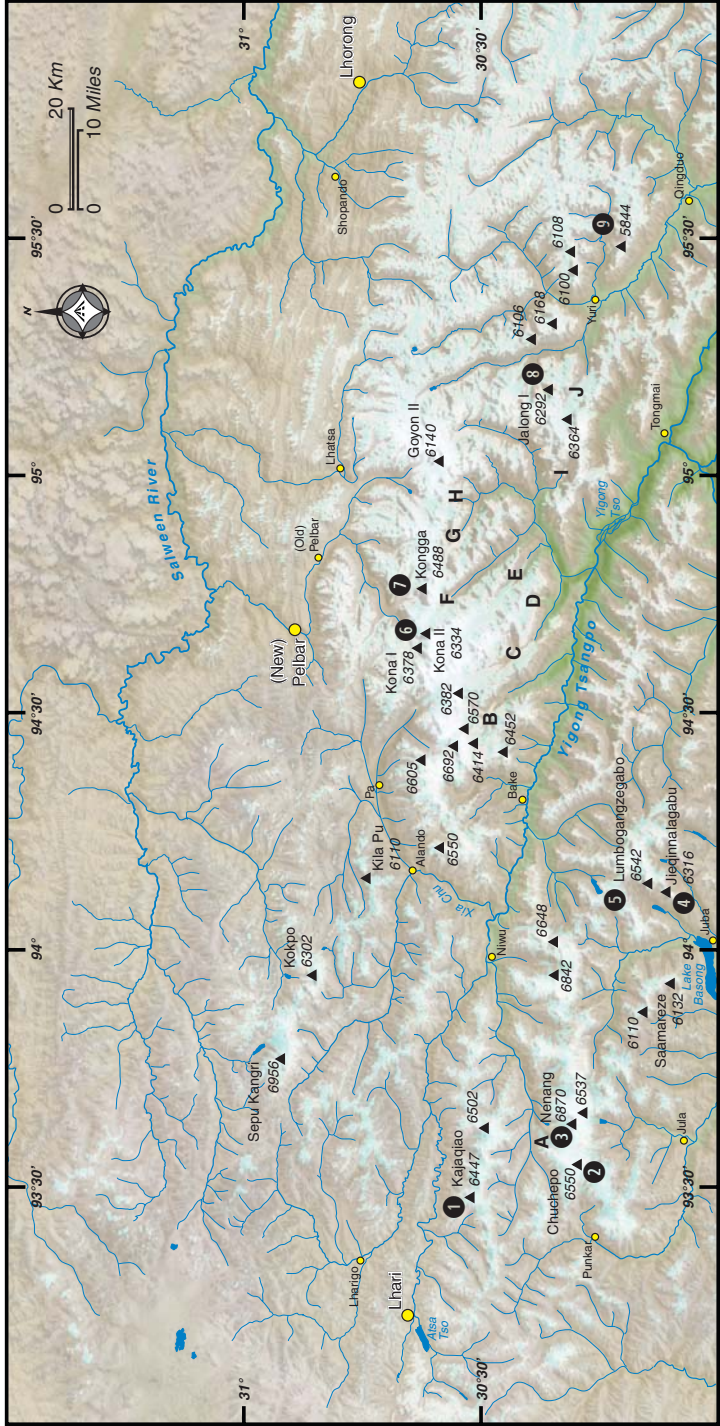 93°30'
94°
94°30'
95°
95°30'
31°
30°30'
31°
30°30'
N
0 20 Km
0 10 Miles
Salween River
Lhorong
Shopando
Lhatsa
(Old)
Pelbar
(New)
Pelbar
Pa
Kila Pu
6110
Alando
Xia Chu
Kokpo
6302
Sepu Kangri
6956
Lharigo
Lhari
Atsa
Tso
1
Kajaqiao
6447
6502
Niwu
6550
6605
6692
6414
6570
6382
6452
B
Bake
Kona I
6378
6
Kona II
6334
7
Kongga
6488
F
G
H
Goyon II
6140
C
D
E
I
J
Jalong I
6292
8
6364
6106
6168
6100
6108
9
5844
Yuri
Qingduo
Tongmai
Yigong
Tso
Yigong Tsangpo
A
3
Nenang
6870
6537
Chuchepo
6550
2
Punkar
Jula
6842
6648
5
Lumbogangzegabo
6542
Jieqinnalagabu
6316
4
6110
Saamareze
6132
Lake
Basong
Juba
93°30'
94°
94°30'
95°
95°30'